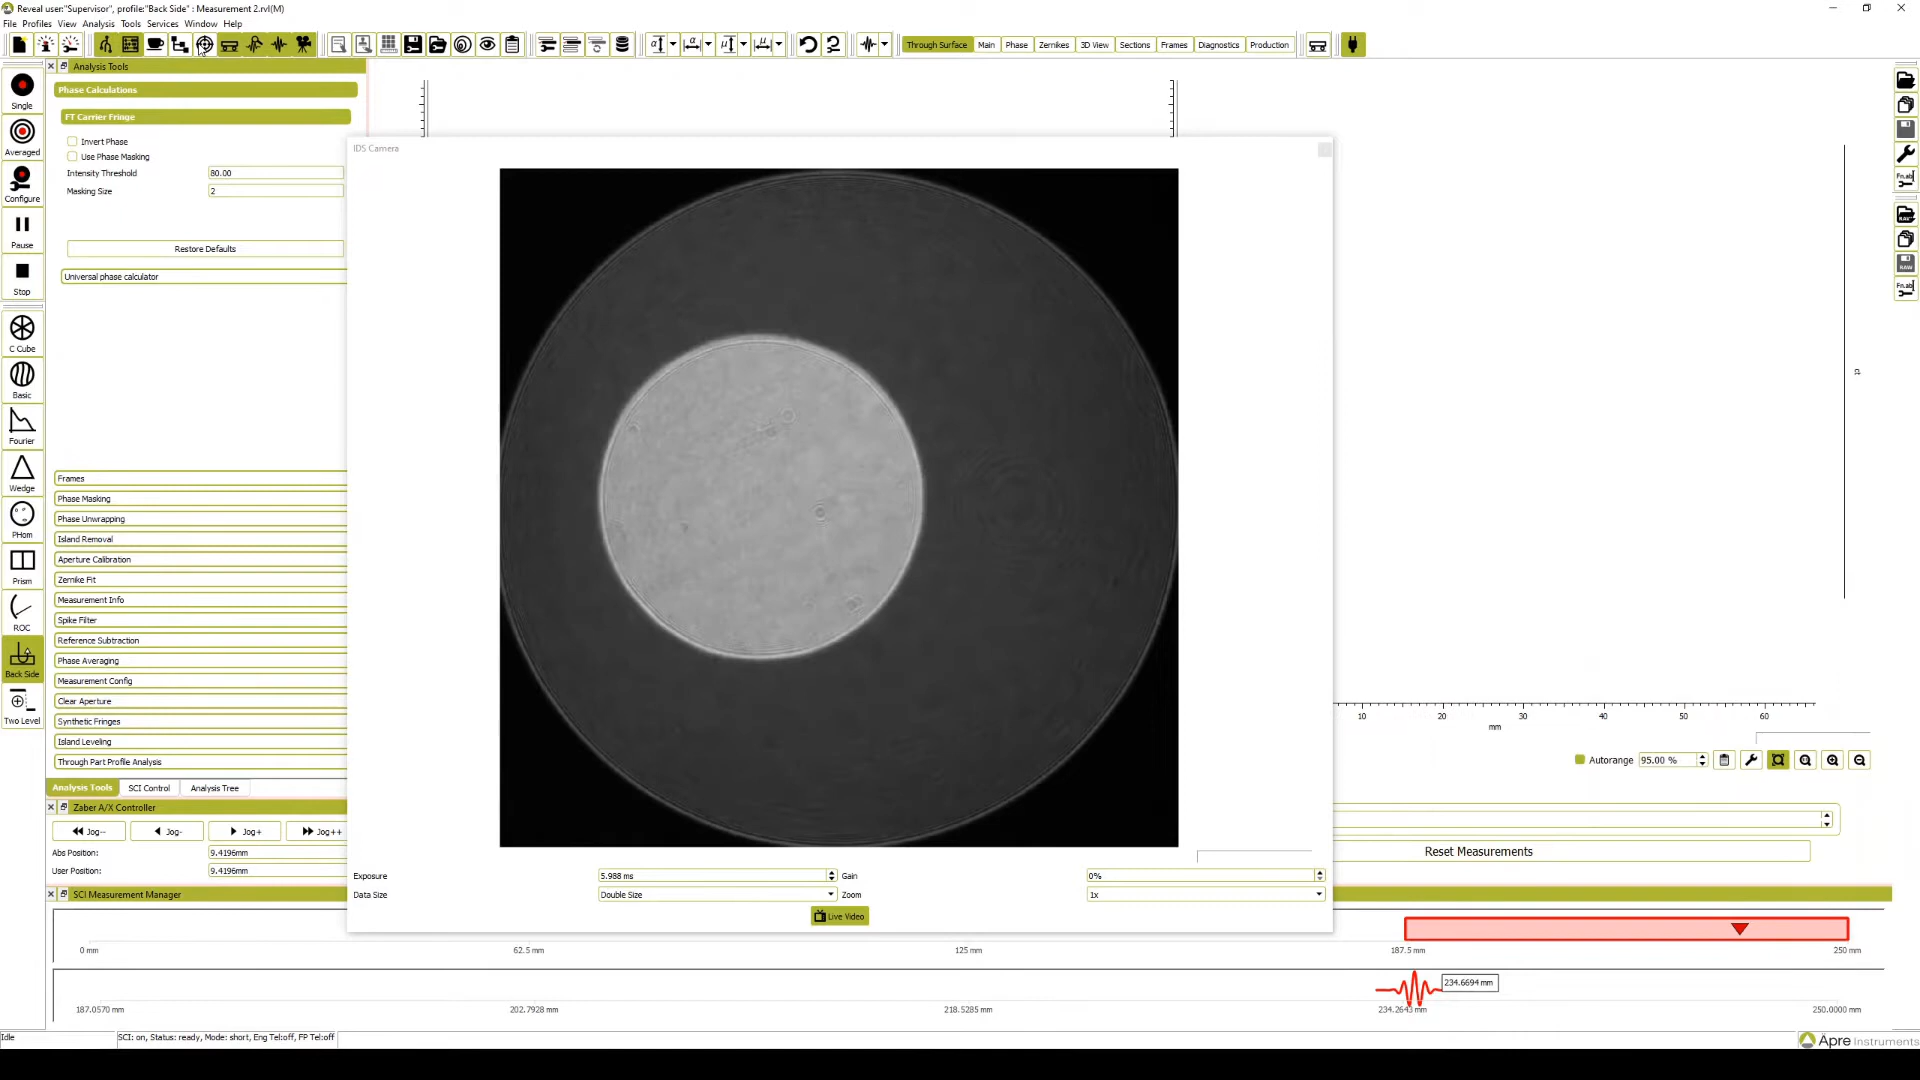 Reveal user:"Supervisor", profile:"Back Side" : Measurement 2.rvl(M)
File Profiles View Analysis Tools Services Window Help
Through Surface Main Phase Zernikes 3D View Sections Frames Diagnostics Production
Analysis Tools
Phase Calculations
FT Carrier Fringe
Invert Phase
Use Phase Masking
Intensity Threshold 80.00
Masking Size 2
Restore Defaults
Universal phase calculator
Single
Averaged
Configure
Pause
Stop
C Cube
Basic
Fourier
Wedge
PHom
Prism
ROC
Back Side
Two Level
Frames
Phase Masking
Phase Unwrapping
Island Removal
Aperture Calibration
Zernike Fit
Measurement Info
Spike Filter
Reference Subtraction
Phase Averaging
Measurement Config
Clear Aperture
Synthetic Fringes
Island Leveling
Through Part Profile Analysis
Analysis Tools SCI Control Analysis Tree
Zaber A/X Controller
Jog-- Jog- Jog+ Jog++
Abs Position: 9.4196mm
User Position: 9.4196mm
IDS Camera
Exposure 5.988 ms Gain 0%
Data Size Double Size Zoom 1x
Live Video
10 20 30 40 50 60
mm
Autorange 95.00 %
Reset Measurements
SCI Measurement Manager
0 mm 62.5 mm 125 mm 187.5 mm 250 mm
234.6694 mm
187.0570 mm 202.7928 mm 218.5285 mm 234.2643 mm 250.0000 mm
Idle SCI: on, Status: ready, Mode: short, Eng Tel:off, FP Tel:off
Äpre Instruments